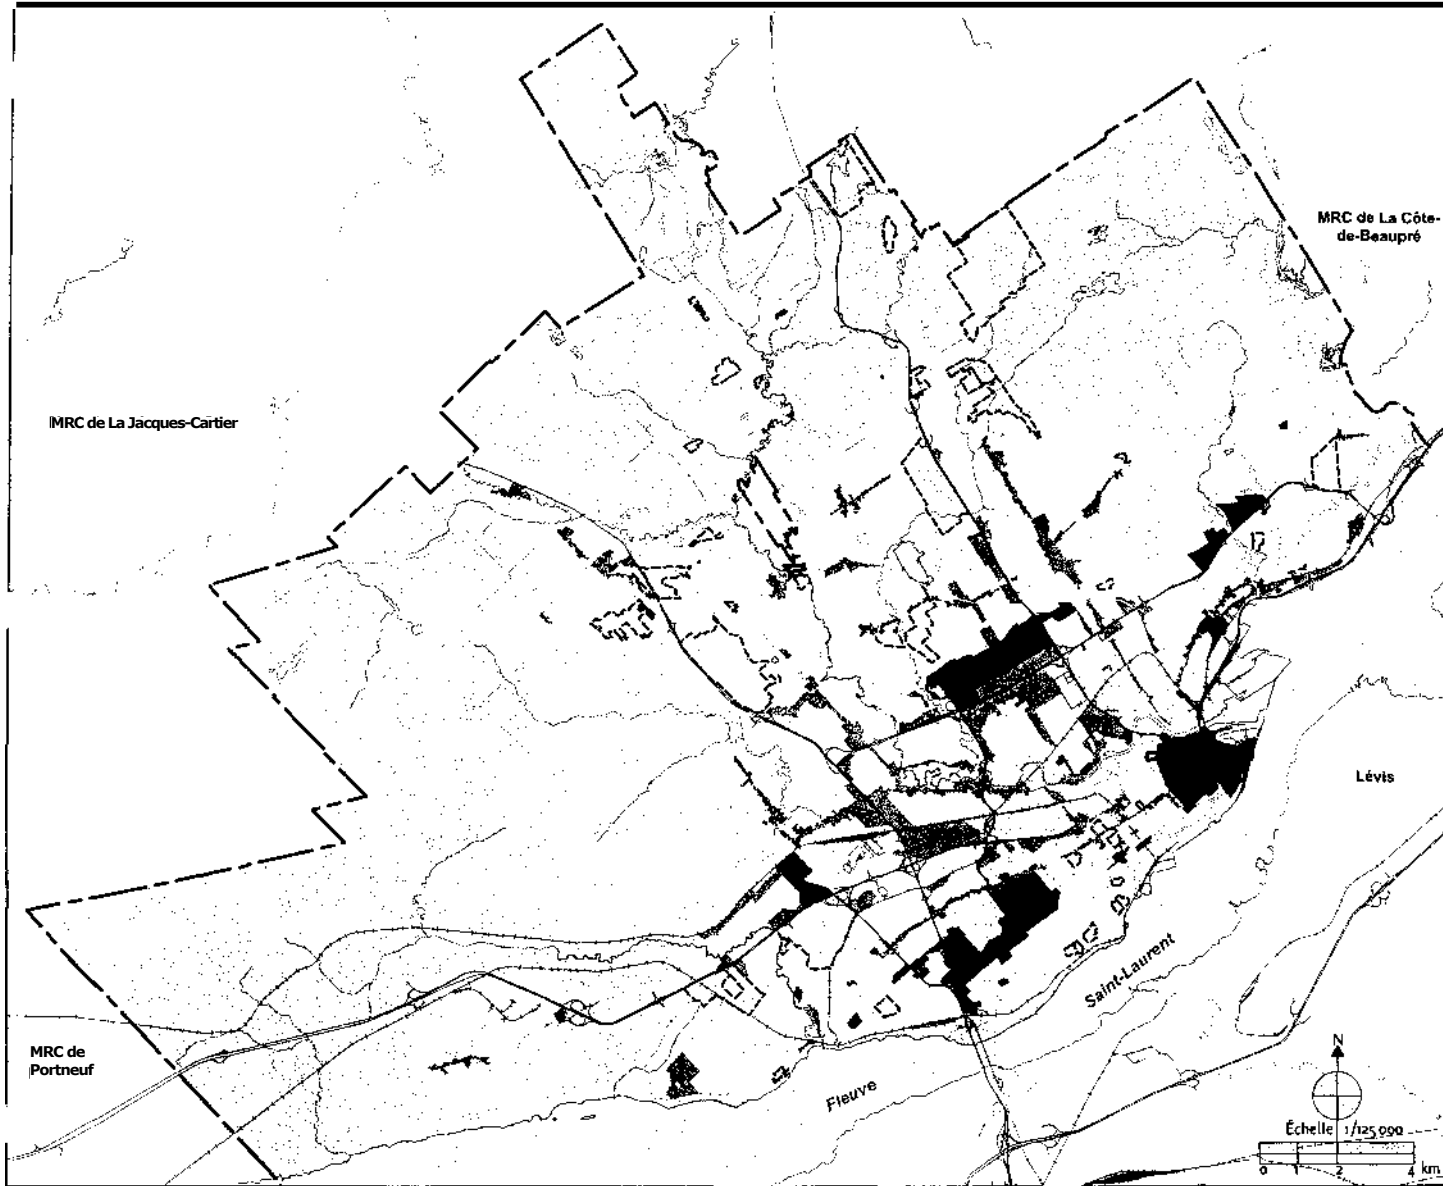 MRC de La Côte-
de-Beaupré
MRC de La Jacques-Cartier
Lévis
Saint-Laurent
Fleuve
MRC de
Portneuf
N
Échelle 1/125 000
0 1 2 4 km